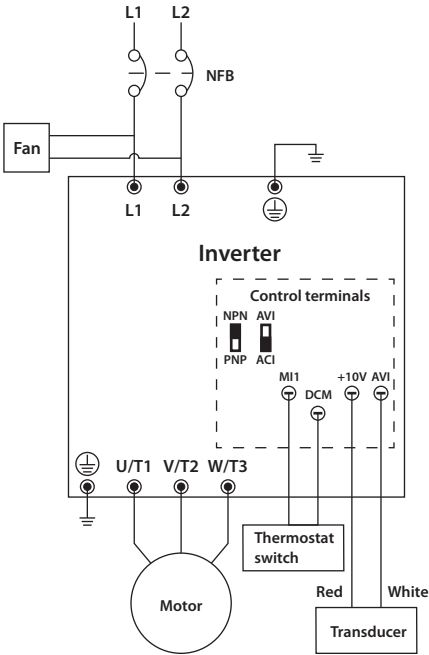 L1 L2
NFB
Fan
L1 L2
Inverter
Control terminals
NPN AVI
PNP ACI
MI1 +10V AVI
DCM
U/T1 V/T2 W/T3
Thermostat
switch
Motor
Red White
Transducer